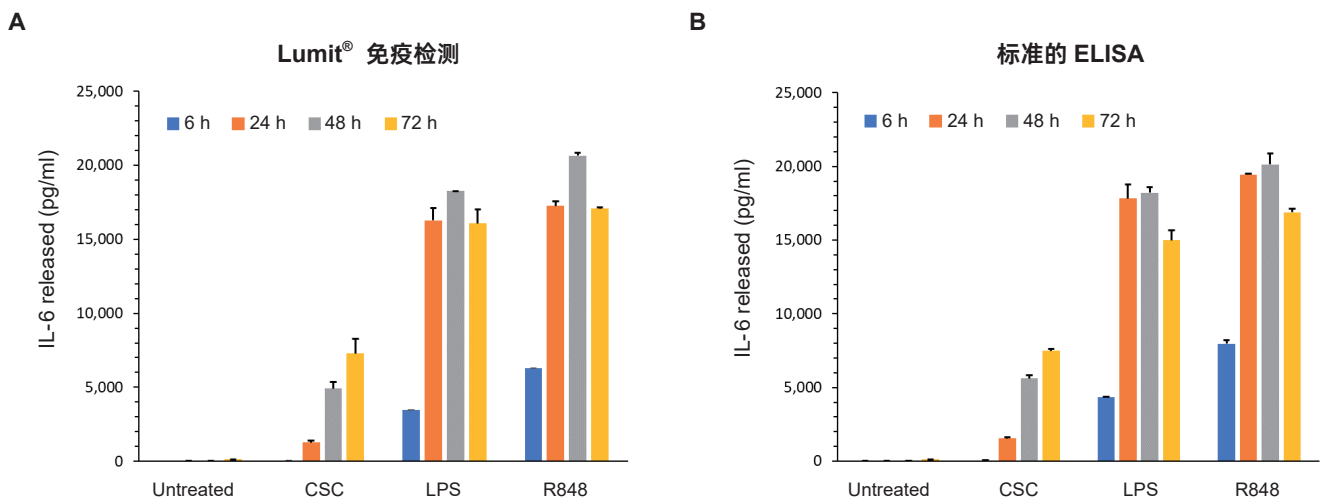 A
Lumit® 免疫检测
25,000
20,000
15,000
10,000
5,000
0
IL-6 released (pg/ml)
6 h 24 h 48 h 72 h
Untreated CSC LPS R848
B
标准的 ELISA
25,000
20,000
15,000
10,000
5,000
0
IL-6 released (pg/ml)
6 h 24 h 48 h 72 h
Untreated CSC LPS R848